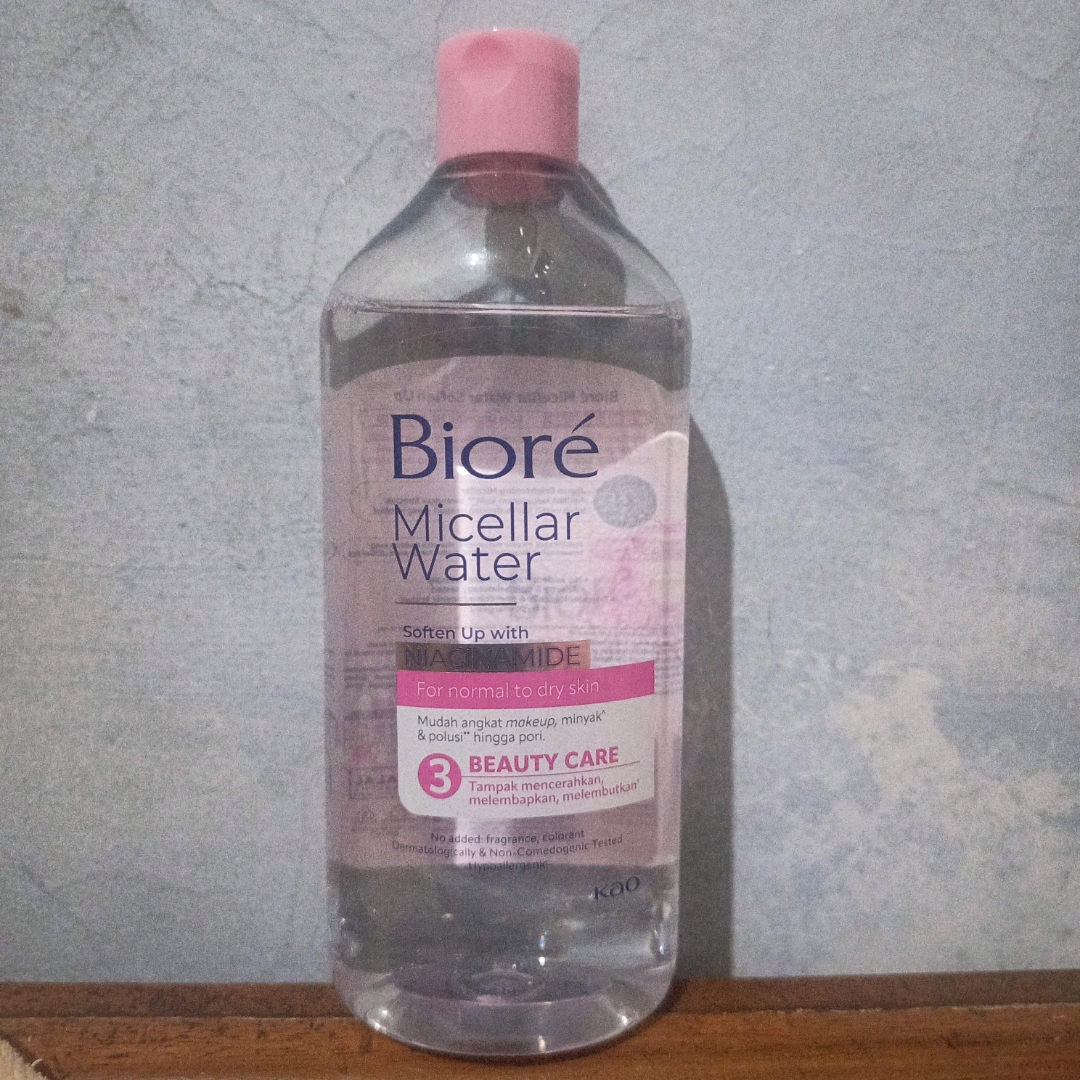 Bioré
Micellar
Water
Soften Up with
NIACINAMIDE
For normal to dry skin
Mudah angkat makeup, minyak^
& polusi** hingga pori.
3 BEAUTY CARE
Tampak mencerahkan,
melembapkan, melembutkan
No added: fragrance, colorant
Dermatologically & Non-Comedogenic Tested
Hypoallergenic
Kao